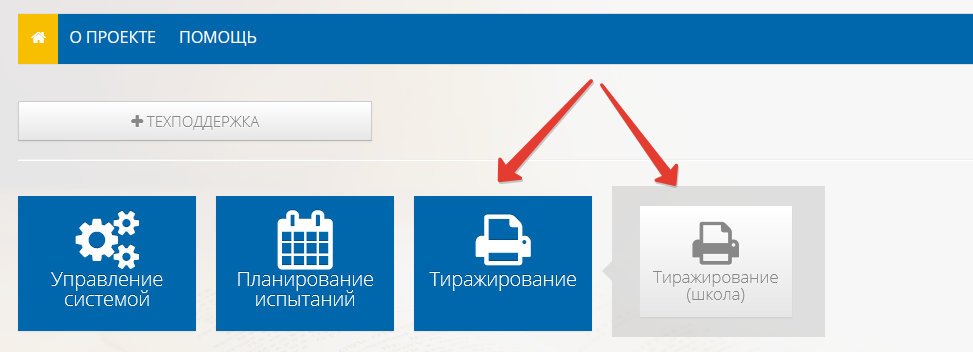 О ПРОЕКТЕ ПОМОЩЬ
ТЕХПОДДЕРЖКА
Управление
системой
Планирование
испытаний
Тиражирование
Тиражирование
(школа)